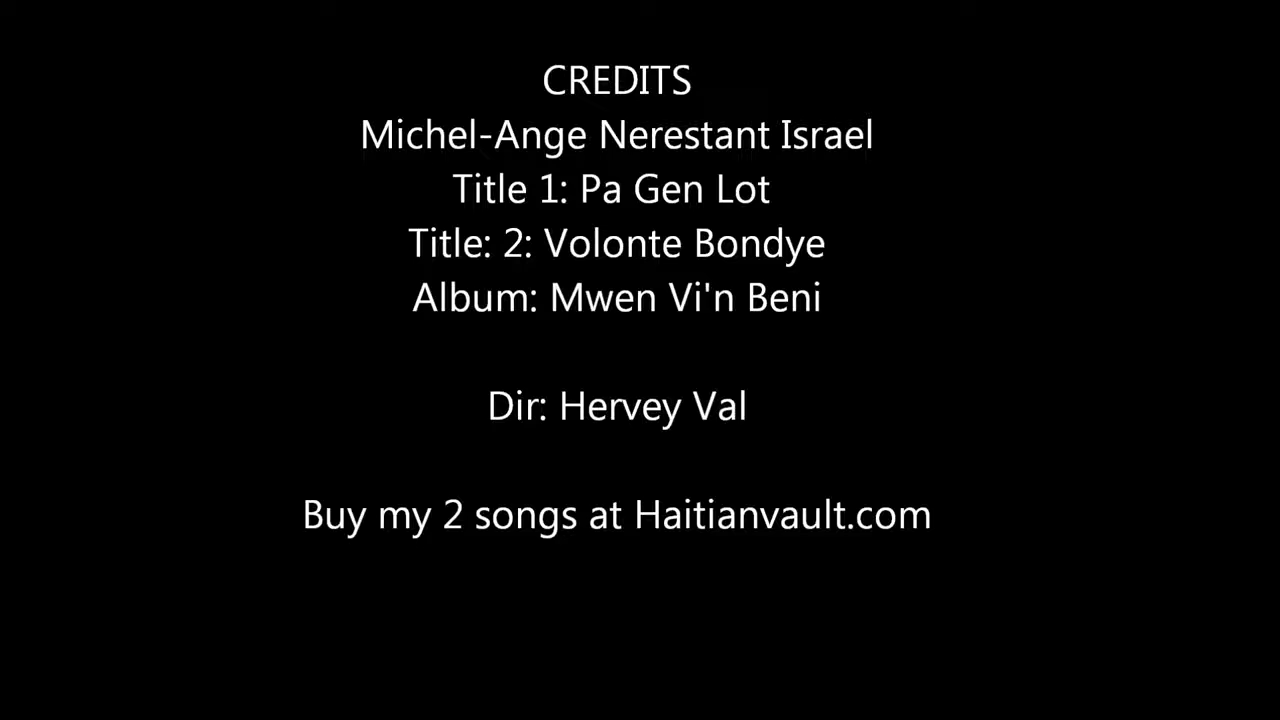 CREDITS
Michel-Ange Nerestant Israel
Title 1: Pa Gen Lot
Title: 2: Volonte Bondye
Album: Mwen Vi'n Beni
Dir: Hervey Val
Buy my 2 songs at Haitianvault.com